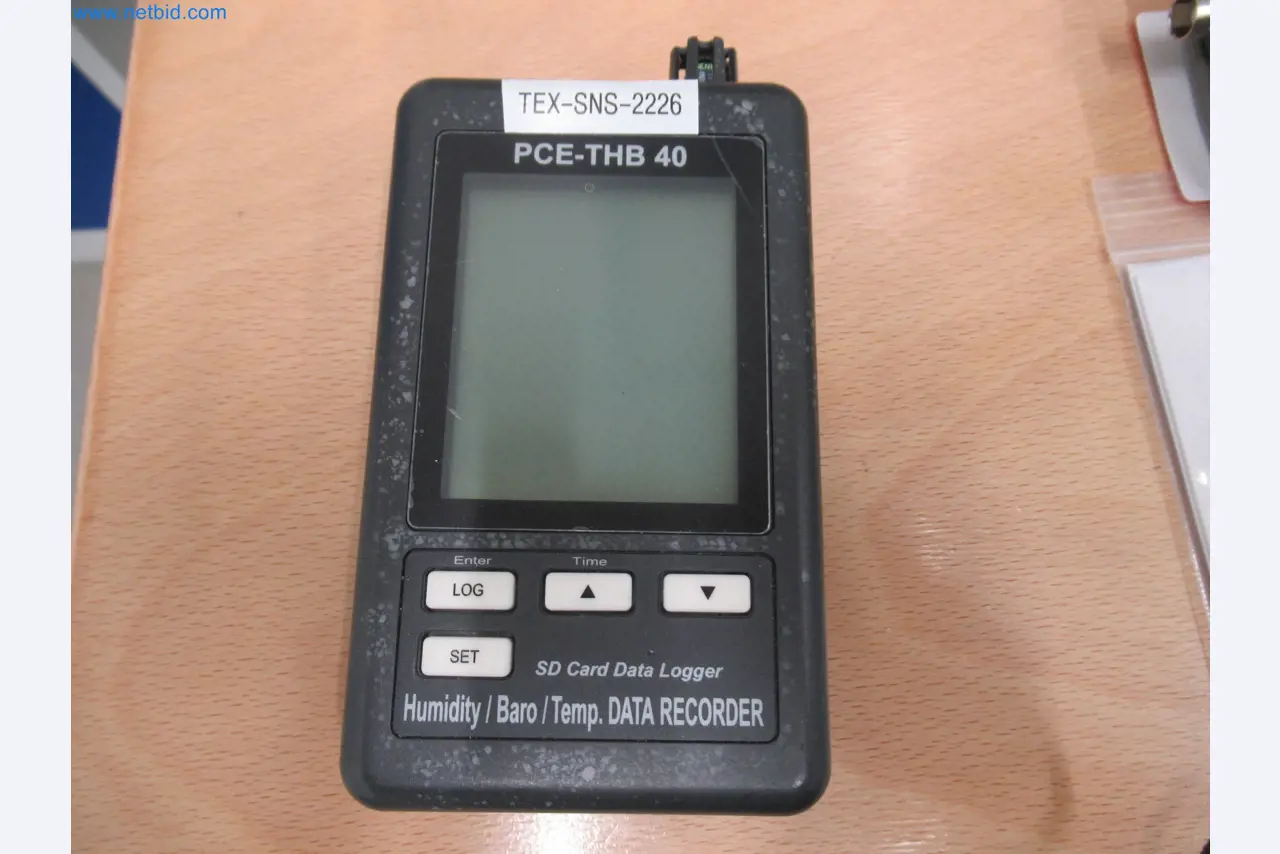 www.netbid.com
TEX-SNS-2226
PCE-THB 40
Enter
Time
LOG
▲
▼
SET
SD Card Data Logger
Humidity / Baro / Temp. DATA RECORDER